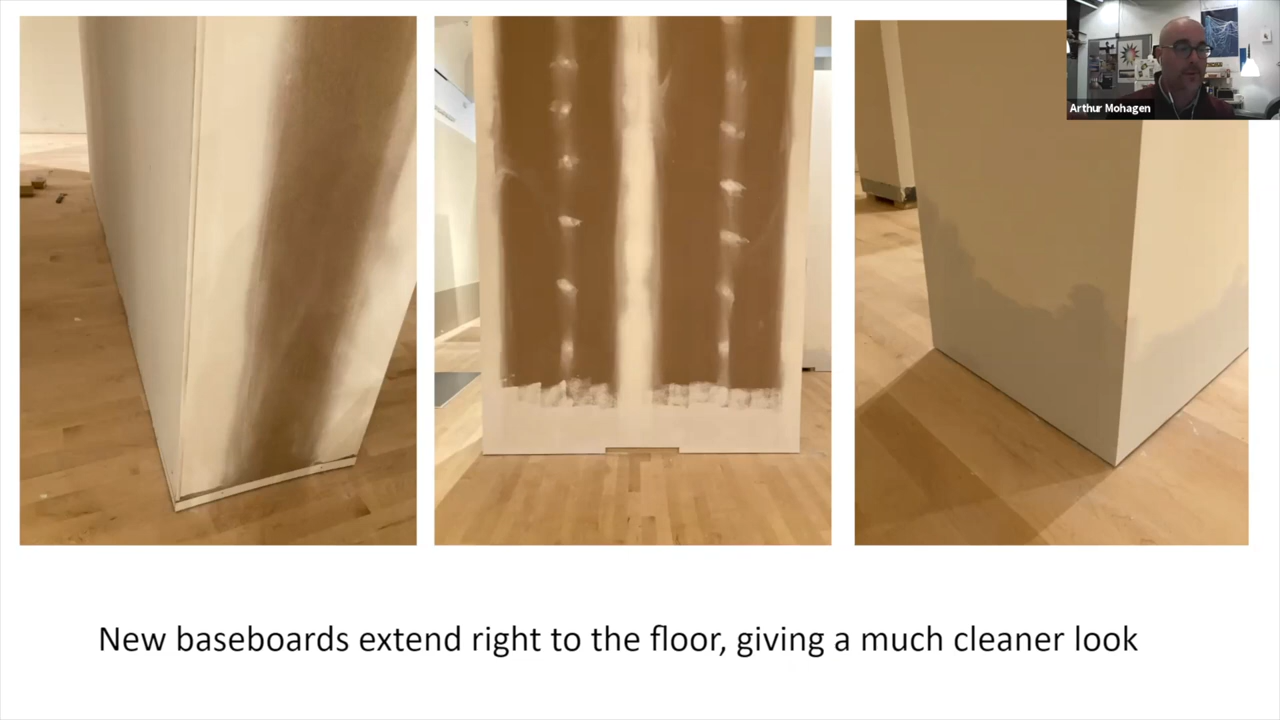 Arthur Mohagen
New baseboards extend right to the floor, giving a much cleaner look